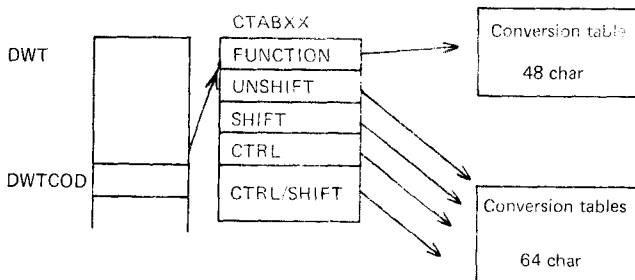 CTABXX
DWT
FUNCTION
UNSHIFT
SHIFT
CTRL
DWTCOD
CTRL/SHIFT
Conversion table
48 char
Conversion tables
64 char